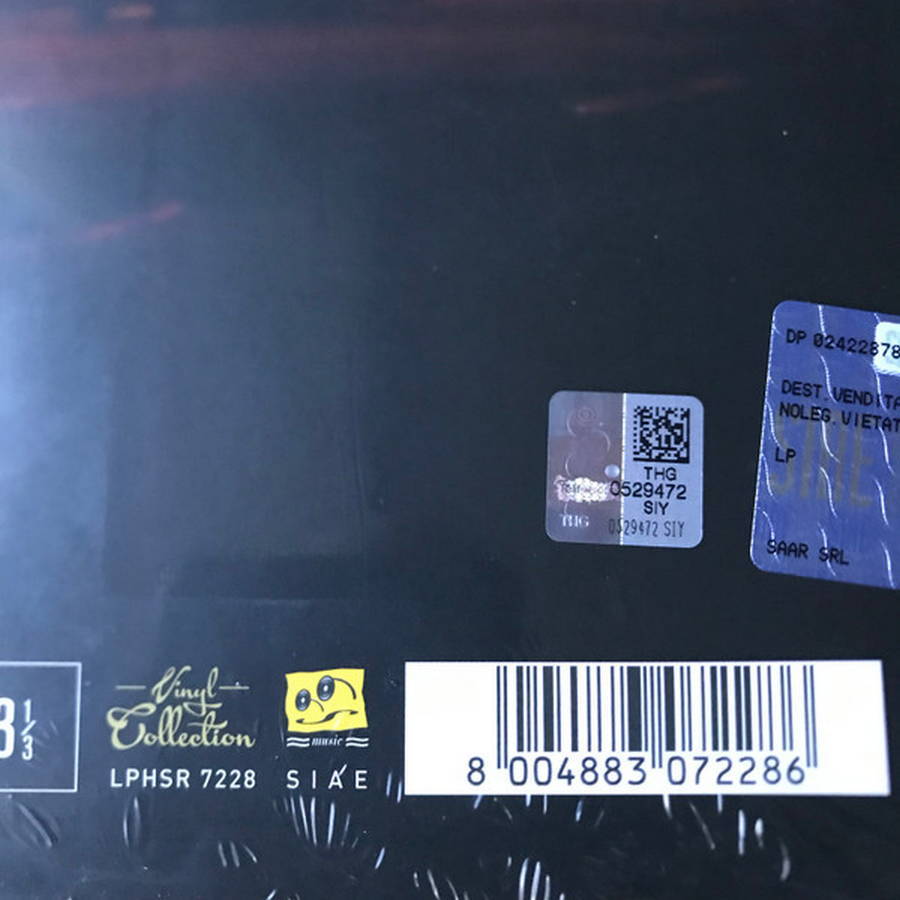 DP 02422878
DEST.VENDITA
NOLEG.VIETAT
LP
SAAR SRL
THG
0529472
SIY
THG
0529472 SIY
3 1/3
Vinyl
Collection
LPHSR 7228
music
SIAE
8 004883 072286